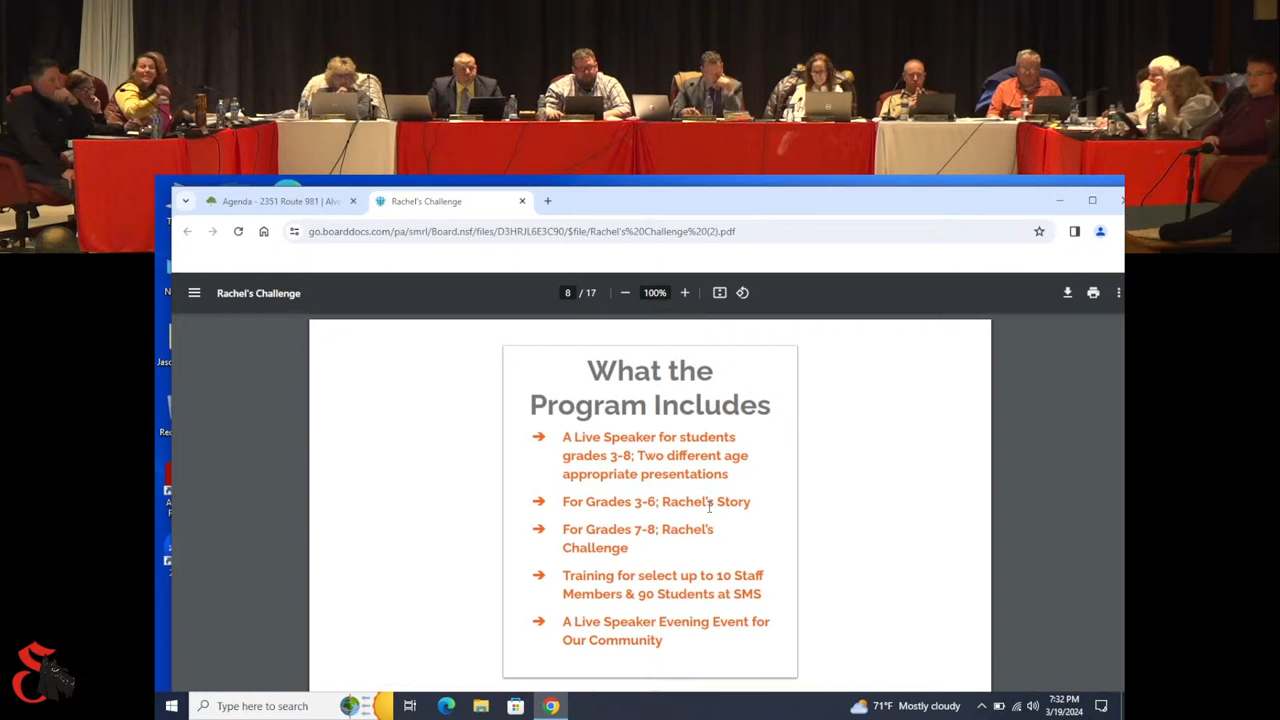 Agenda - 2351 Route 981 | Alv
Rachel's Challenge
go.boarddocs.com/pa/smrl/Board.nsf/files/D3HRJL6E3C90/$file/Rachel's%20Challenge%20(2).pdf
Rachel's Challenge
8 / 17
100%
What the
Program Includes
➔ A Live Speaker for students
grades 3-8; Two different age
appropriate presentations
➔ For Grades 3-6; Rachel's Story
➔ For Grades 7-8; Rachel's
Challenge
➔ Training for select up to 10 Staff
Members & 90 Students at SMS
➔ A Live Speaker Evening Event for
Our Community
Jasc
Rec
S
Type here to search
71°F Mostly cloudy
7:32 PM
3/19/2024